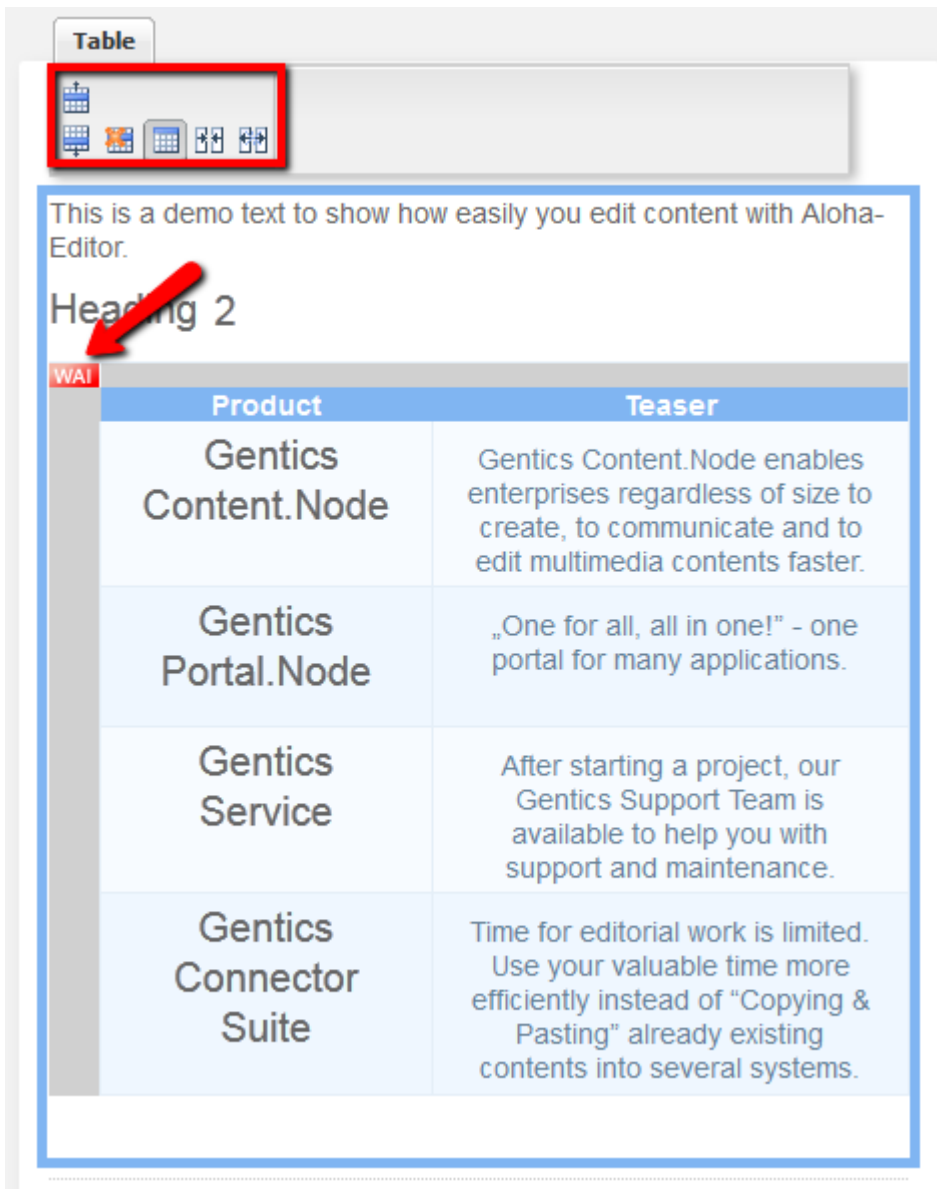 Table
This is a demo text to show how easily you edit content with Aloha-
Editor.
Heading 2
WAI
Product Teaser
Gentics
Content.Node
Gentics Content.Node enables
enterprises regardless of size to
create, to communicate and to
edit multimedia contents faster.
Gentics
Portal.Node
„One for all, all in one!” - one
portal for many applications.
Gentics
Service
After starting a project, our
Gentics Support Team is
available to help you with
support and maintenance.
Gentics
Connector
Suite
Time for editorial work is limited.
Use your valuable time more
efficiently instead of “Copying &
Pasting” already existing
contents into several systems.